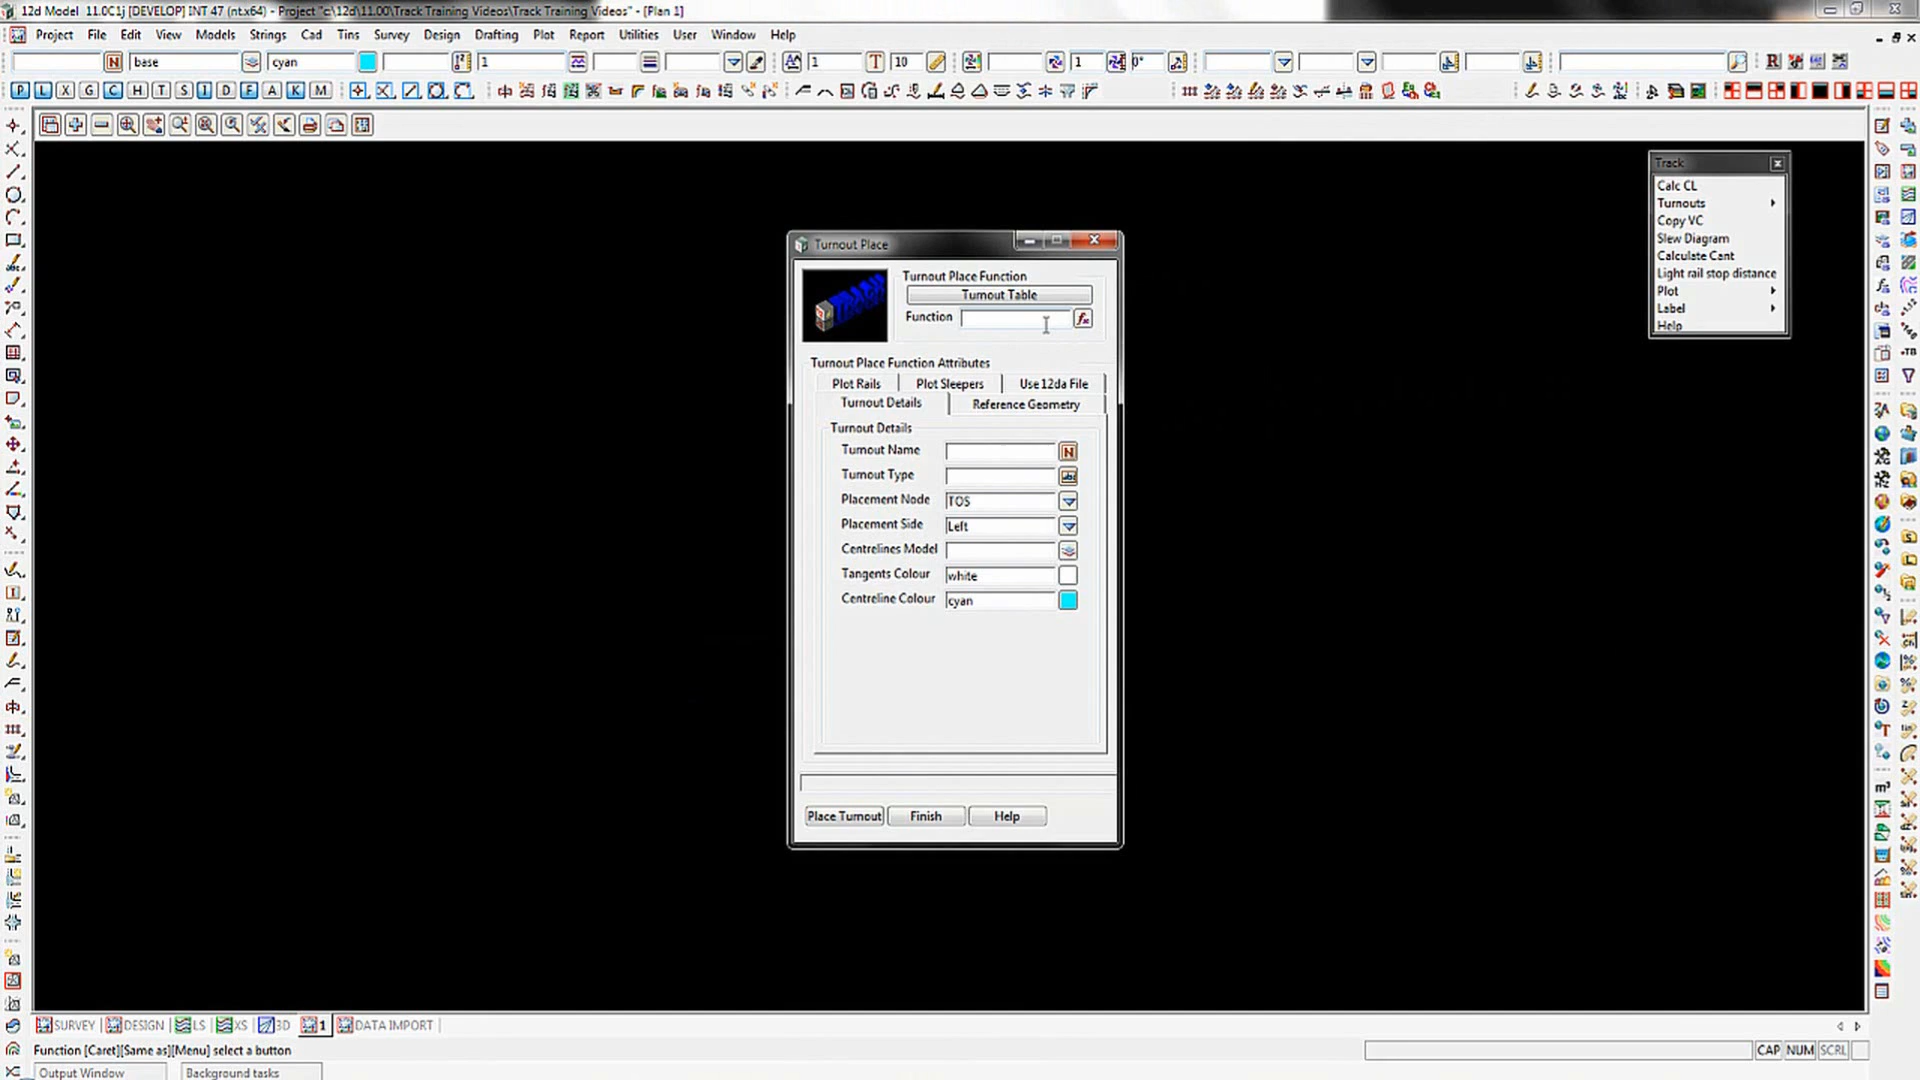 12d Model 11.0C1j [DEVELOP] INT 47 (nt.x64) - Project "c:\12d\11.00\Track Training Videos\Track Training Videos" - [Plan 1]
Project File Edit View Models Strings Cad Tins Survey Design Drafting Plot Report Utilities User Window Help
base cyan 1 1 T 10 1 0°
P L X G C H T S I D F A K M
Track
Calc CL
Turnouts
Copy VC
Slew Diagram
Calculate Cant
Light rail stop distance
Plot
Label
Help
Turnout Place
Turnout Place Function
Turnout Table
Function
Turnout Place Function Attributes
Plot Rails Plot Sleepers Use 12da File
Turnout Details Reference Geometry
Turnout Details
Turnout Name
Turnout Type
Placement Node TOS
Placement Side Left
Centrelines Model
Tangents Colour white
Centreline Colour cyan
Place Turnout Finish Help
SURVEY DESIGN LS XS 3D 1 DATA IMPORT
Function [Caret][Same as][Menu] select a button
CAP NUM SCRL
Output Window Background tasks